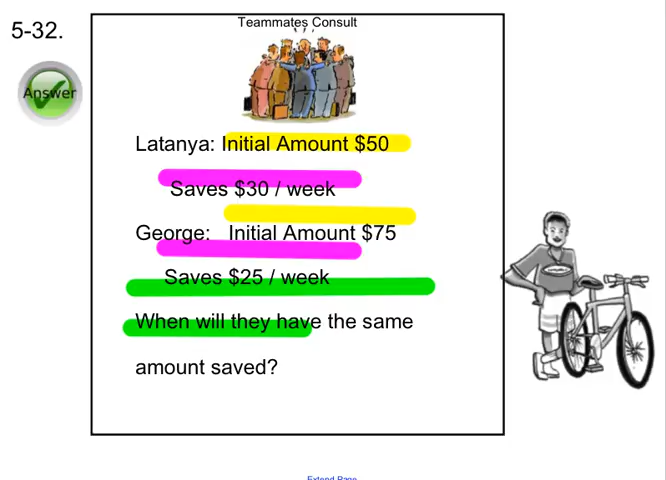 5-32.
Teammates Consult
Answer
Latanya: Initial Amount $50
Saves $30 / week
George: Initial Amount $75
Saves $25 / week
When will they have the same
amount saved?
Extend Page